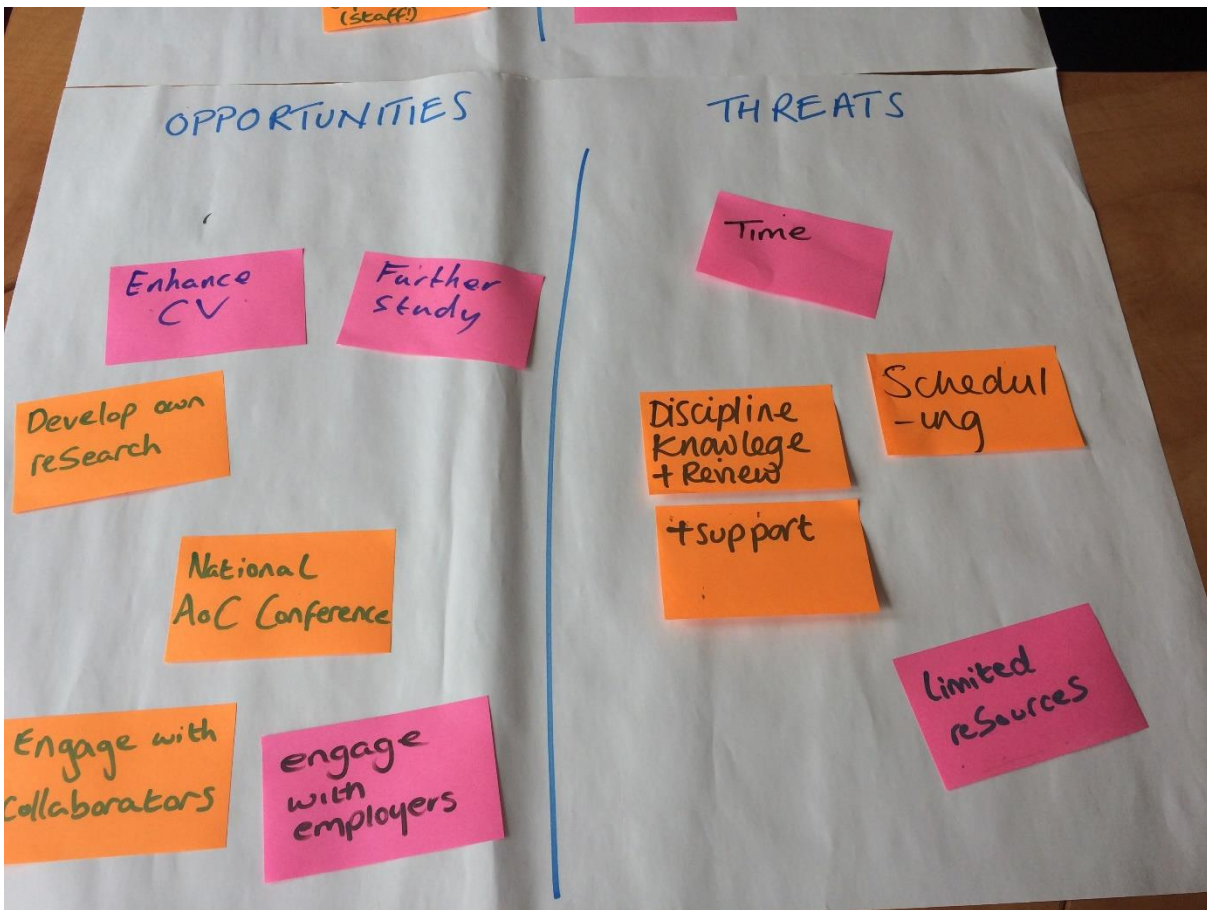 (staff!)
OPPORTUNITIES
Enhance
CV
Further
study
Develop own
research
National
AoC Conference
Engage with
Collaborators
engage
with
employers
THREATS
Time
Schedul
-ing
Discipline
Knowlege
+ Review
+support
limited
resources